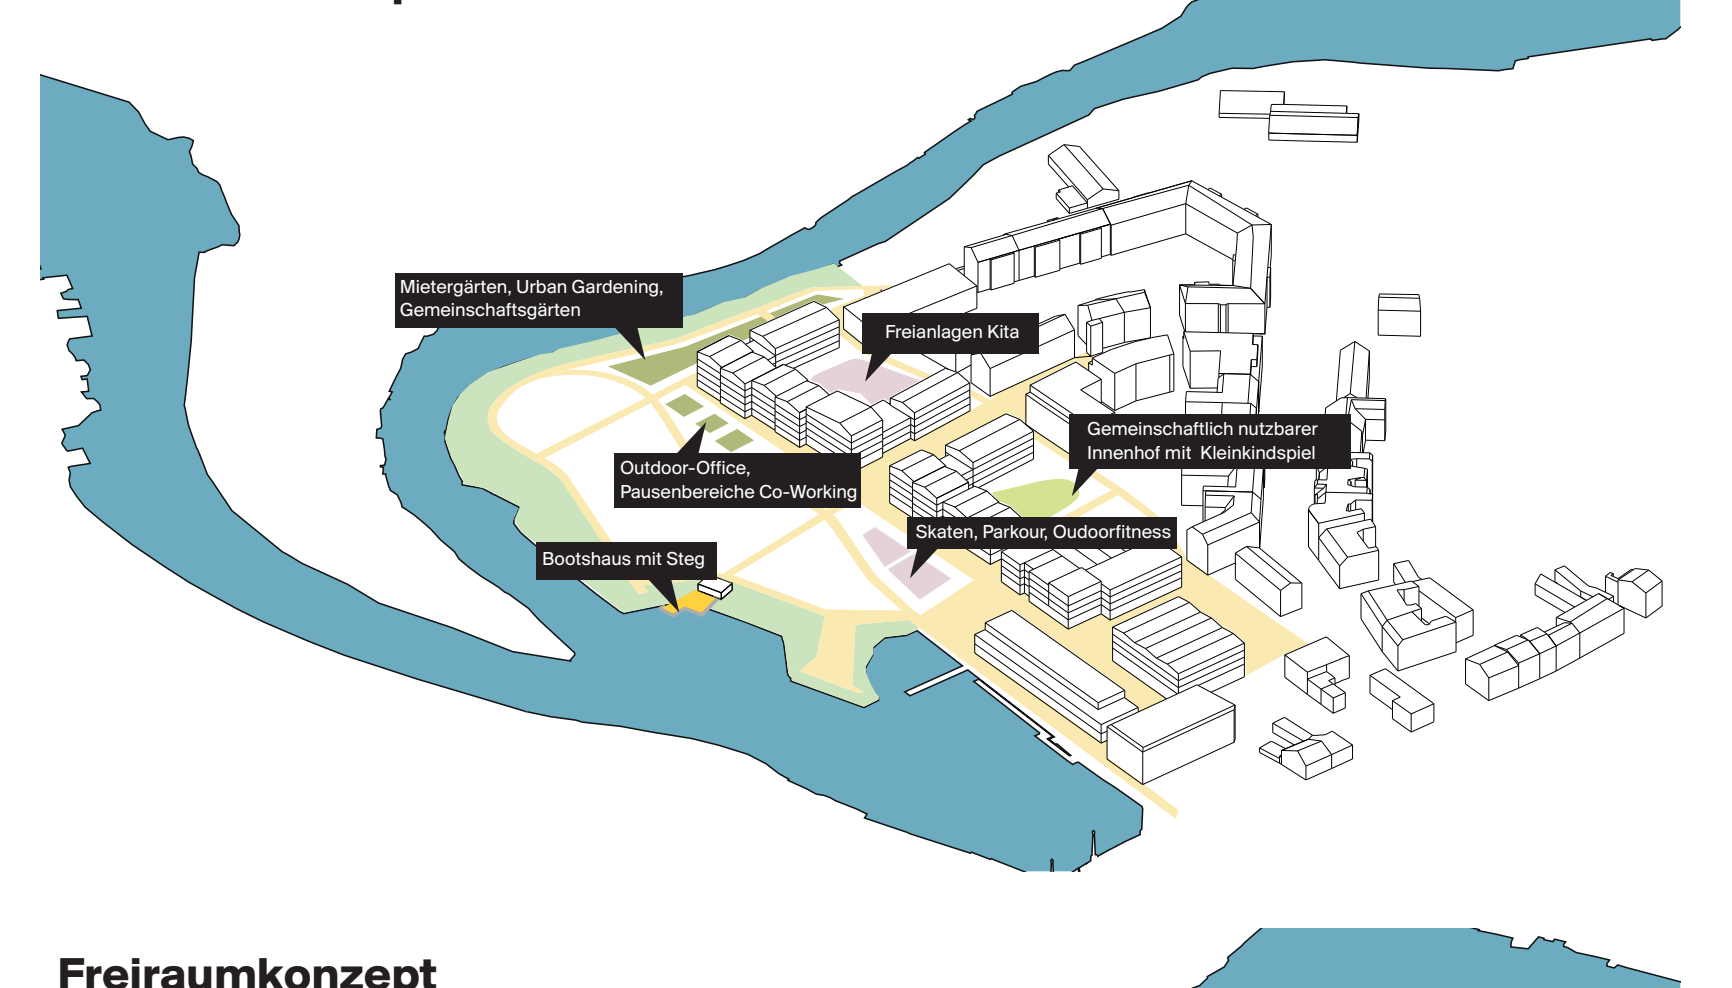 Mietergärten, Urban Gardening,
Gemeinschaftsgärten
Freianlagen Kita
Gemeinschaftlich nutzbarer
Innenhof mit Kleinkindspiel
Outdoor-Office,
Pausenbereiche Co-Working
Skaten, Parkour, Oudoorfitness
Bootshaus mit Steg
Freiraumkonzept